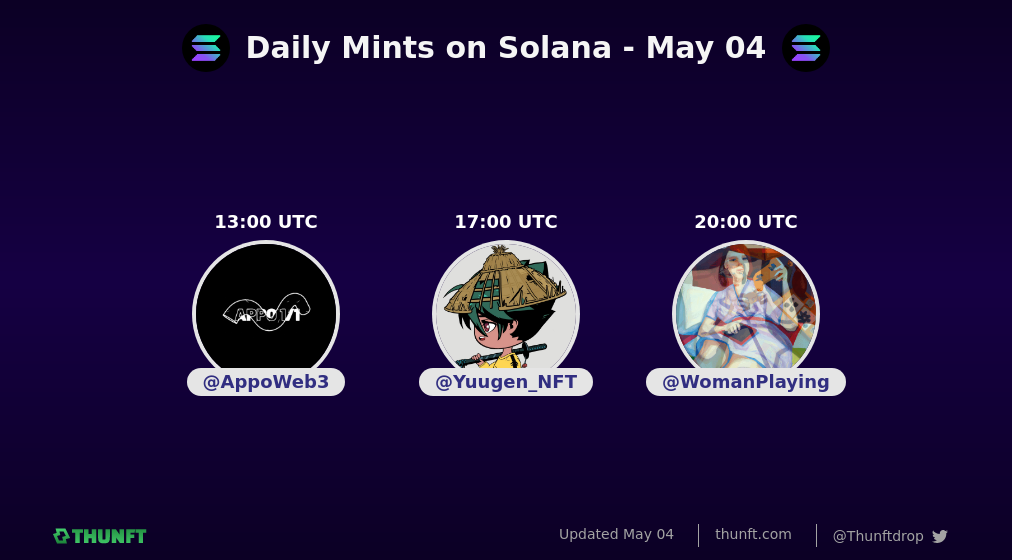 Daily Mints on Solana - May 04
13:00 UTC
17:00 UTC
20:00 UTC
@AppoWeb3
@Yuugen_NFT
@WomanPlaying
THUNFT
Updated May 04
thunft.com
@Thunftdrop